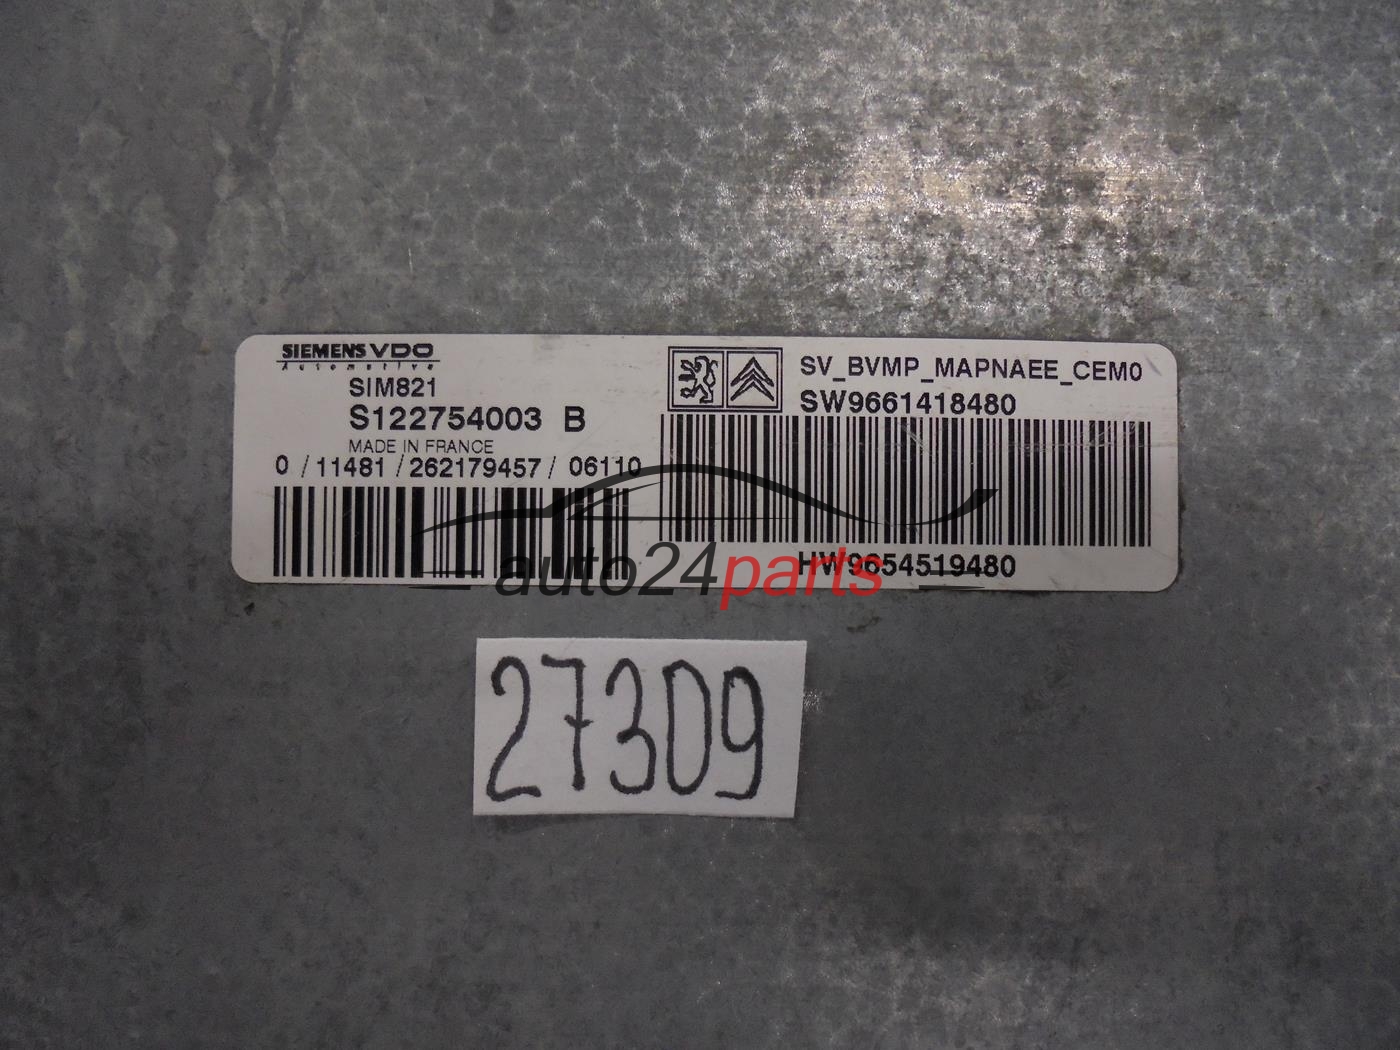 SIEMENS VDO
Automotive
SIM821
S122754003 B
MADE IN FRANCE
0 / 11481 / 262179457 / 06110
SV_BVMP_MAPNAEE_CEM0
SW9661418480
HW9654519480
auto24parts
27309